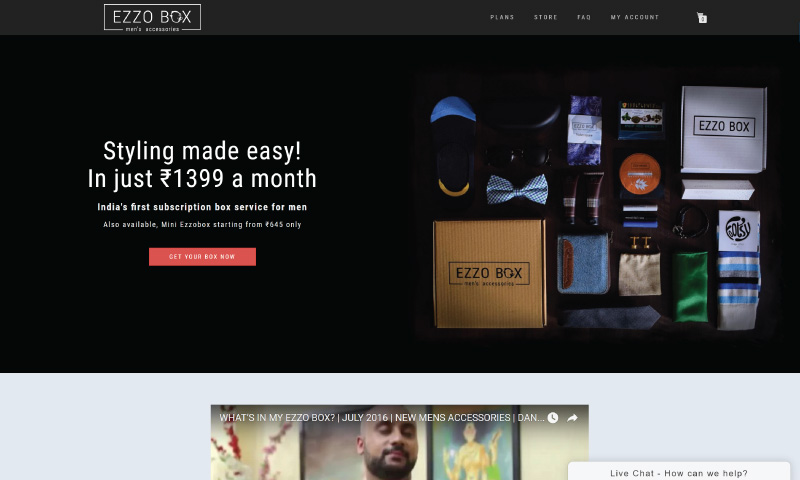 EZZO BOX
men's accessories
PLANS
STORE
FAQ
MY ACCOUNT
Styling made easy!
In just ₹1399 a month
India's first subscription box service for men
Also available, Mini Ezzobox starting from ₹645 only
GET YOUR BOX NOW
EZZO BOX
EZZO BOX
men's accessories
WHAT'S IN MY EZZO BOX? | JULY 2016 | NEW MENS ACCESSORIES | DAN...
Live Chat - How can we help?